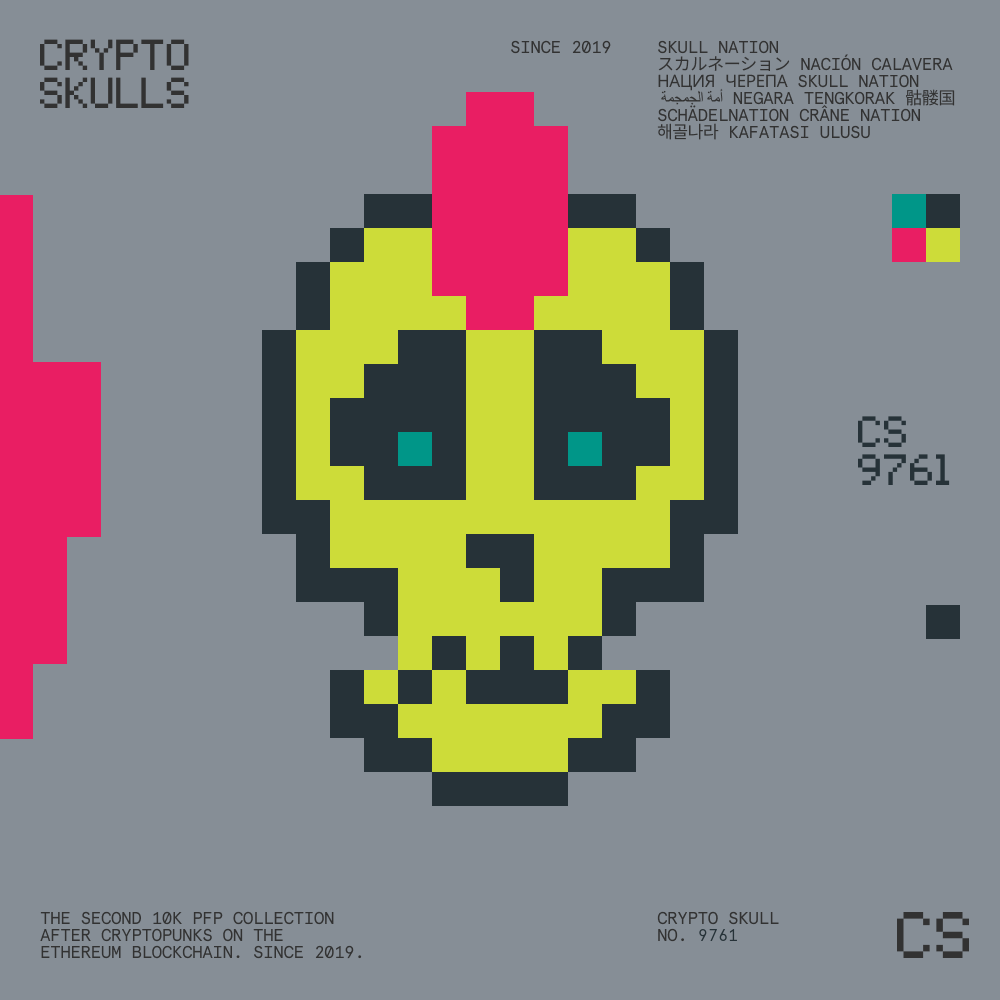 CRYPTO
SKULLS
SINCE 2019
SKULL NATION
スカルネーション NACIÓN CALAVERA
НАЦИЯ ЧЕРЕПА SKULL NATION
أمة الجمجمة NEGARA TENGKORAK 骷髅国
SCHÄDELNATION CRÂNE NATION
해골나라 KAFATASI ULUSU
CS
9761
THE SECOND 10K PFP COLLECTION
AFTER CRYPTOPUNKS ON THE
ETHEREUM BLOCKCHAIN. SINCE 2019.
CRYPTO SKULL
NO. 9761
CS